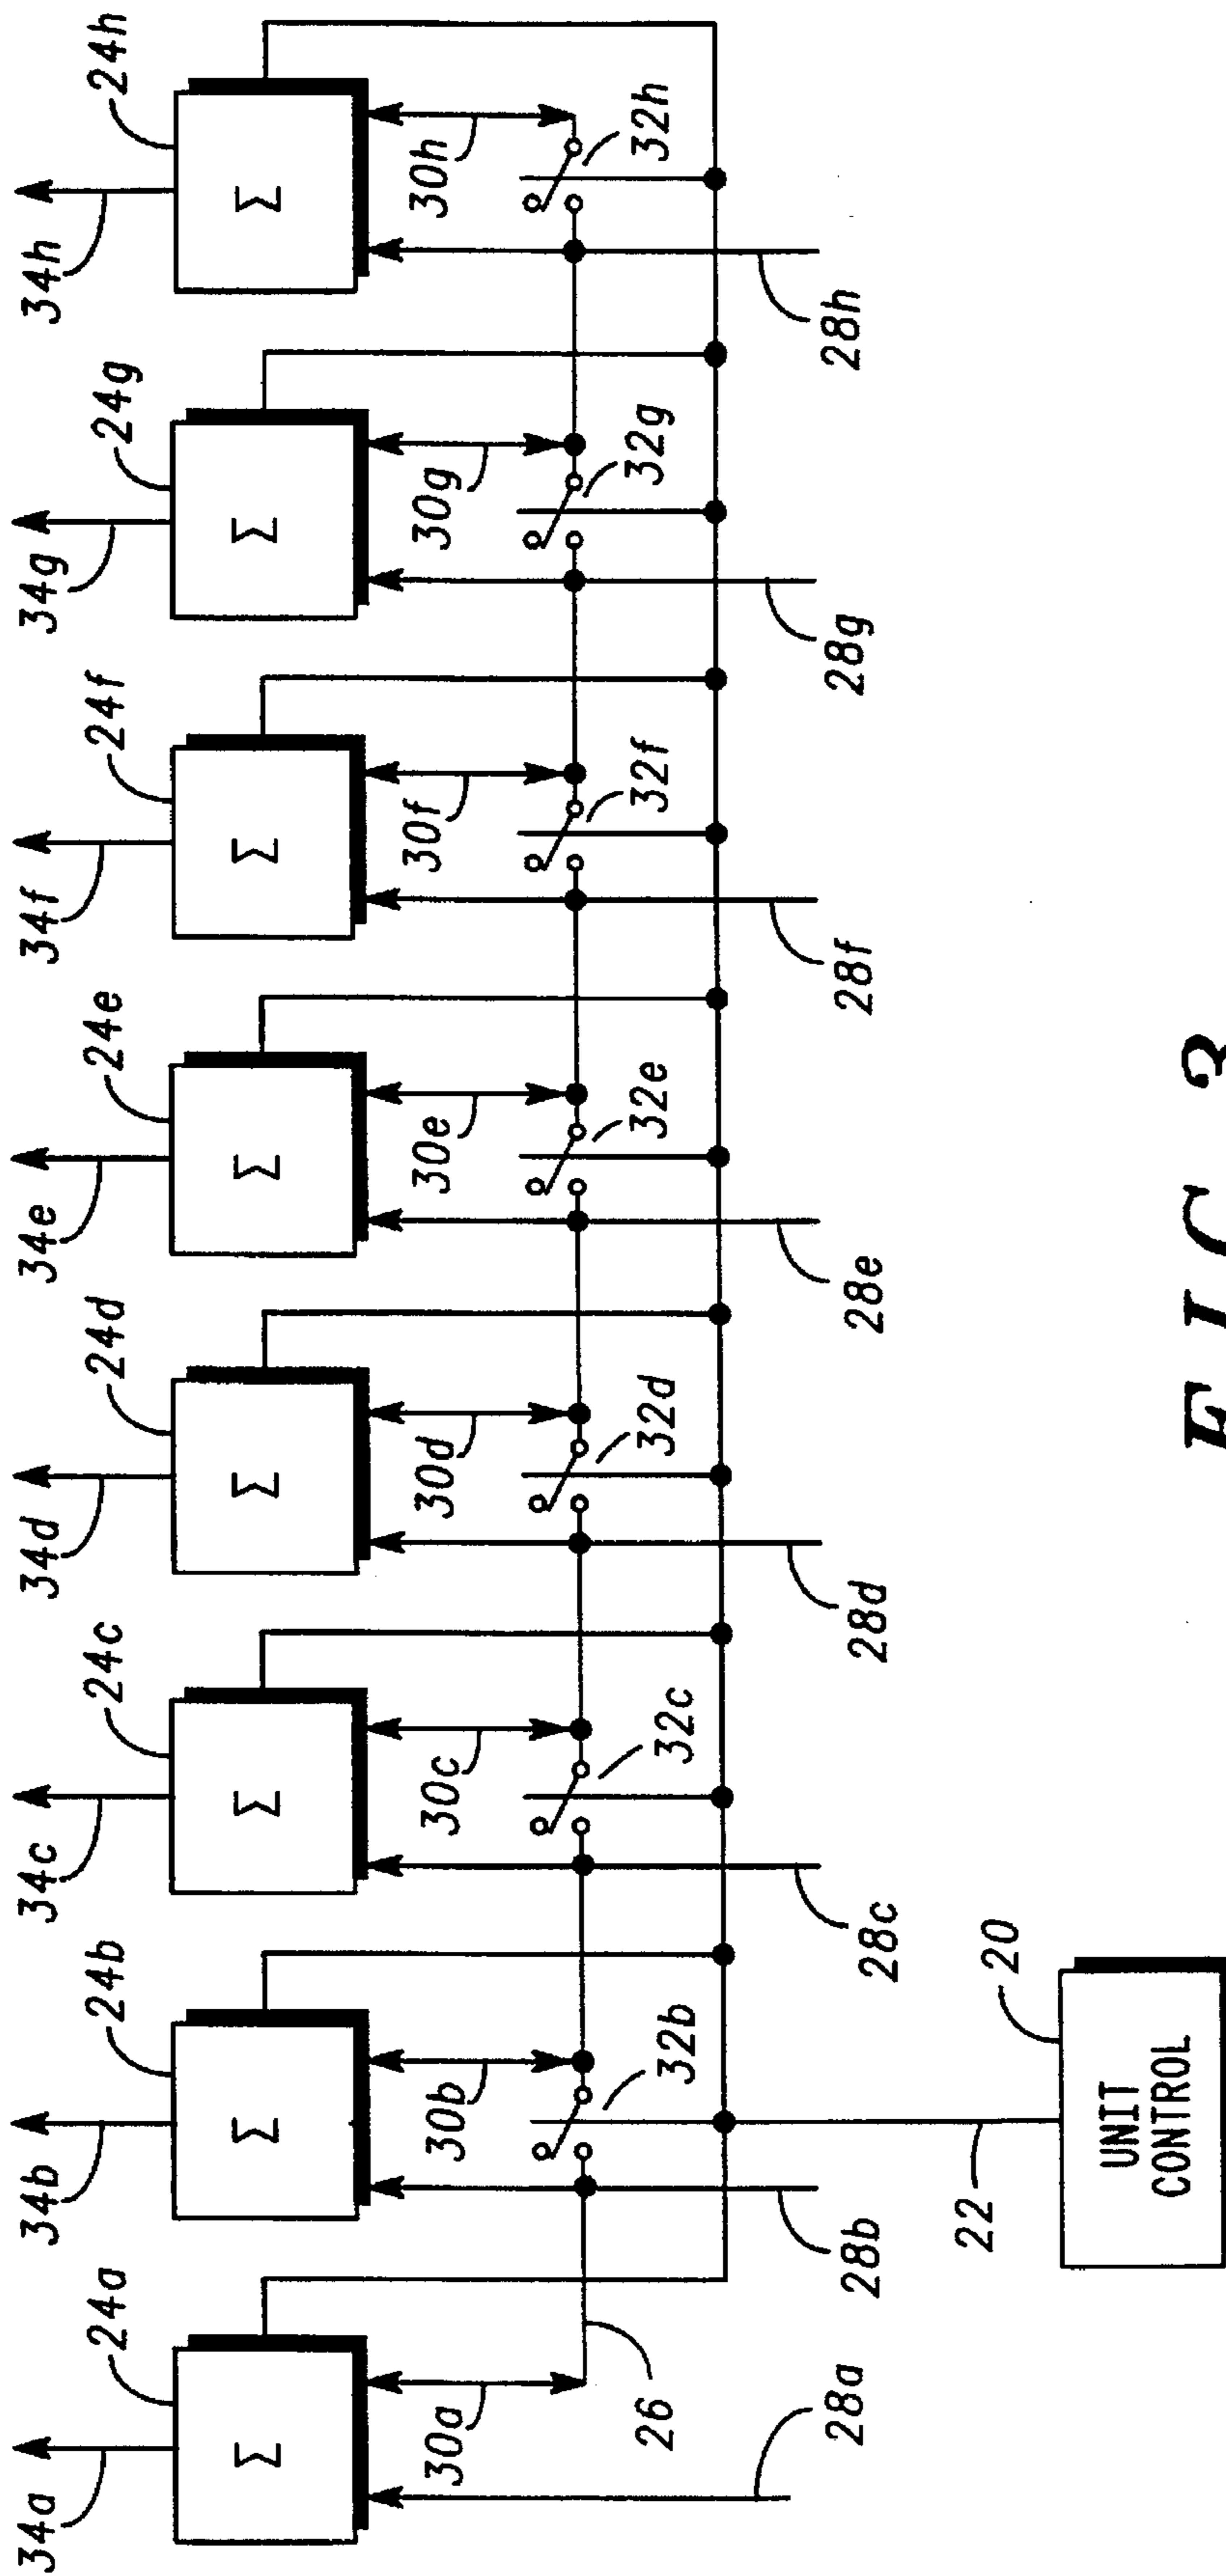 34a 34b 34c 34d 34e 34f 34g 34h
24a 24b 24c 24d 24e 24f 24g 24h
Σ Σ Σ Σ Σ Σ Σ Σ
30a 30b 30c 30d 30e 30f 30g 30h
26 32b 32c 32d 32e 32f 32g 32h
28a 28b 28c 28d 28e 28f 28g 28h
22 20
UNIT
CONTROL